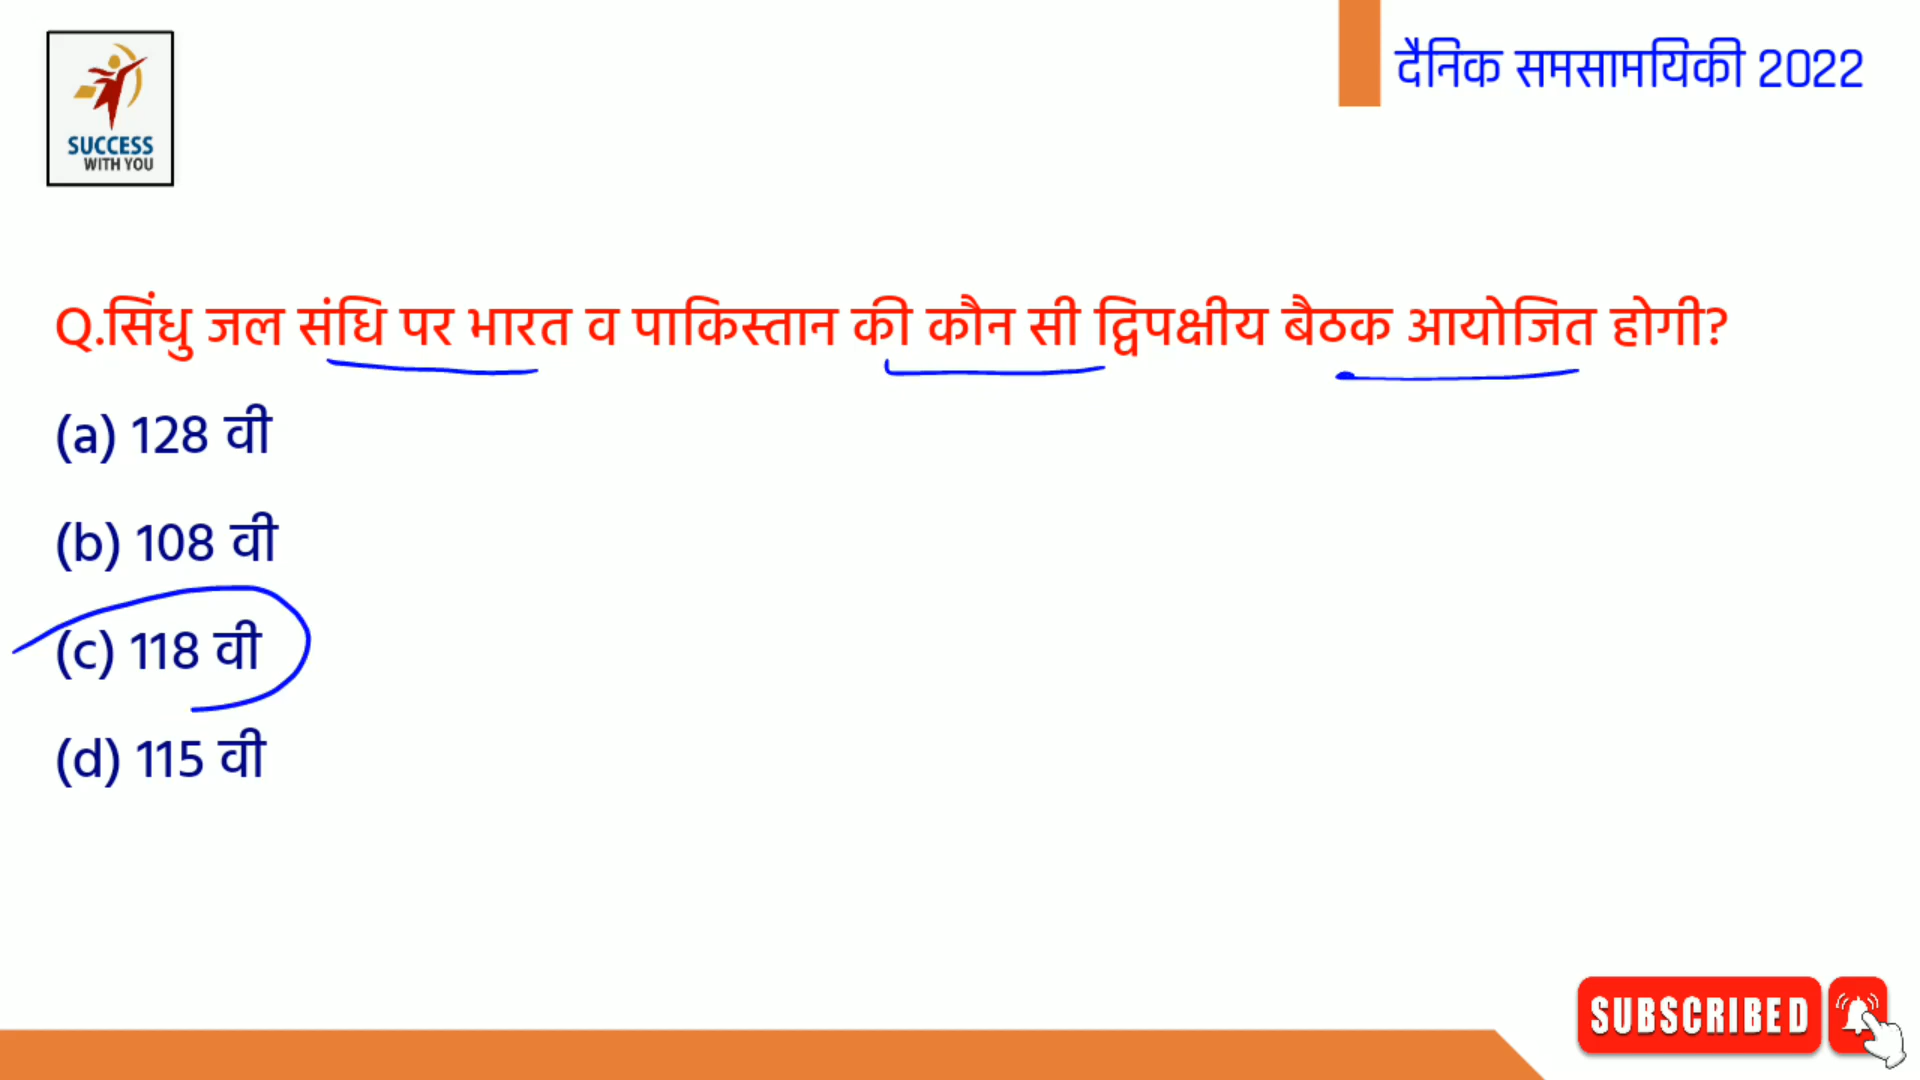 SUCCESS
WITH YOU
दैनिक समसामयिकी 2022
Q.सिंधु जल संधि पर भारत व पाकिस्तान की कौन सी द्विपक्षीय बैठक आयोजित होगी?
(a) 128 वी
(b) 108 वी
(c) 118 वी
(d) 115 वी
SUBSCRIBED